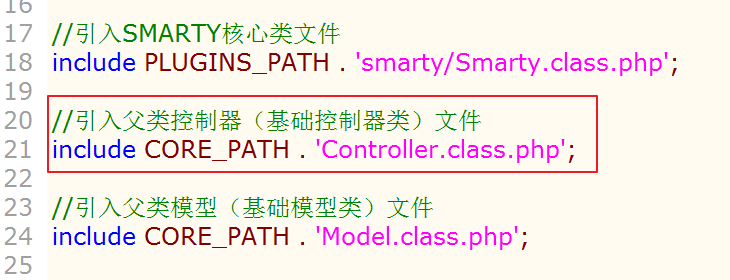 16
17 //引入SMARTY核心类文件
18 include PLUGINS_PATH . 'smarty/Smarty.class.php';
19
20 //引入父类控制器（基础控制器类）文件
21 include CORE_PATH . 'Controller.class.php';
22
23 //引入父类模型（基础模型类）文件
24 include CORE_PATH . 'Model.class.php';
25